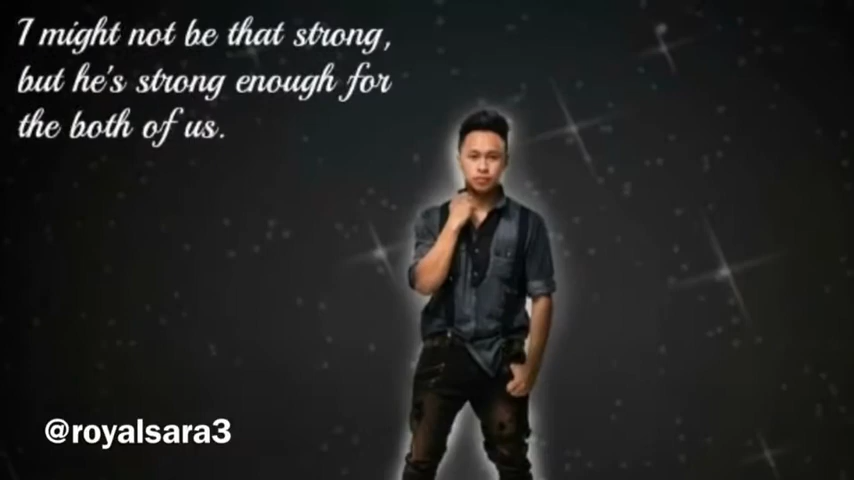 I might not be that strong,
but he's strong enough for
the both of us.
@royalsara3